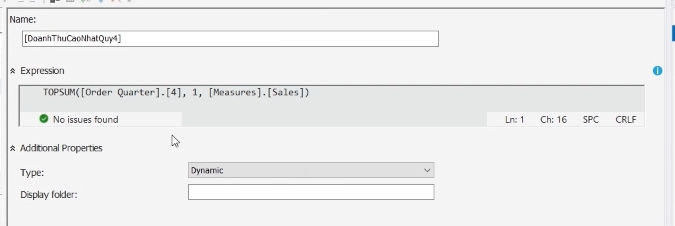 Name:
[DoanhThuCaoNhatQuy4]
Expression
TOPSUM([Order Quarter].[4], 1, [Measures].[Sales])
No issues found Ln: 1 Ch: 16 SPC CRLF
Additional Properties
Type: Dynamic
Display folder: